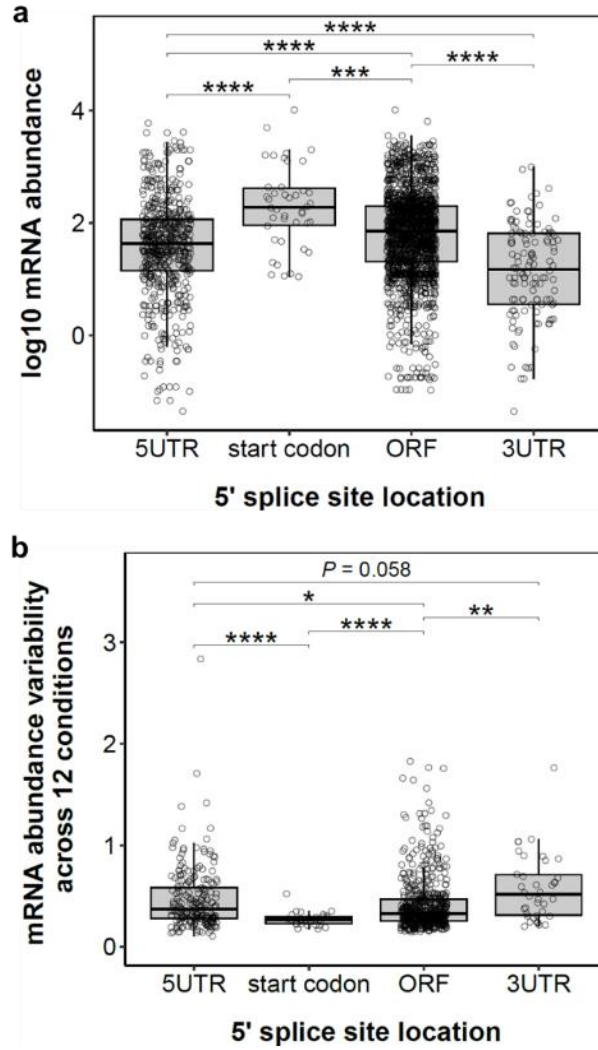 a
****
****
****
***
****
log10 mRNA abundance
4
2
0
5UTR
start codon
ORF
3UTR
5' splice site location
b
P = 0.058
*
**
****
****
mRNA abundance variability
across 12 conditions
3
2
1
0
5UTR
start codon
ORF
3UTR
5' splice site location